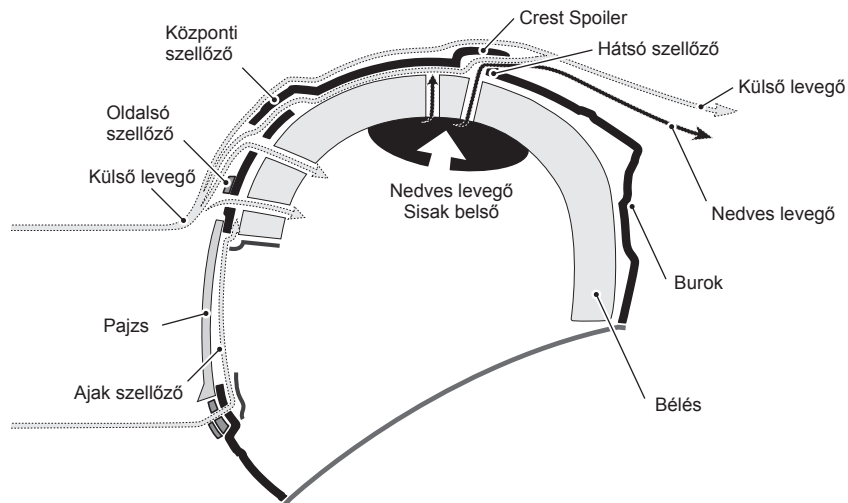 Crest Spoiler
Központi
szellőző
Hátsó szellőző
Külső levegő
Oldalsó
szellőző
Külső levegő
Nedves levegő
Sisak belső
Nedves levegő
Burok
Pajzs
Ajak szellőző
Bélés